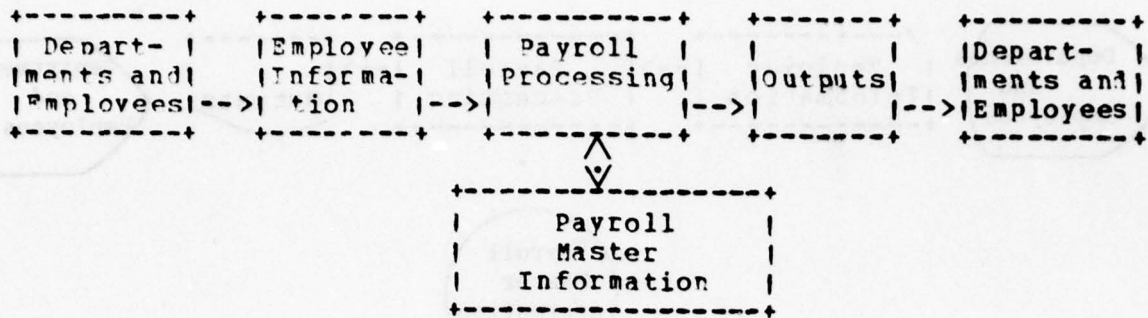 Depart-
ments and
Employees
Employee
Informa-
tion
Payroll
Processing
Outputs
Depart-
ments and
Employees
Payroll
Master
Information